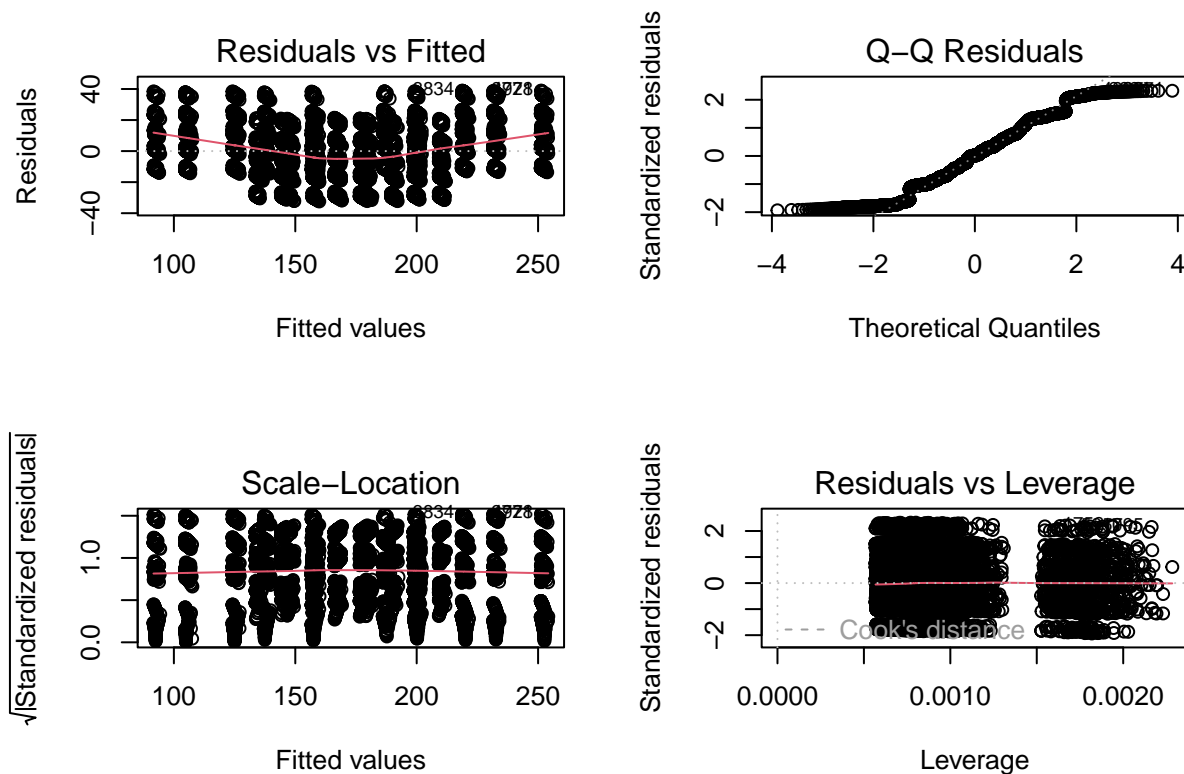 Residuals vs Fitted
Residuals
40
0
−40
3834
100
150
200
250
Fitted values
Q−Q Residuals
Standardized residuals
2
0
−2
−4
−2
0
2
4
Theoretical Quantiles
Scale−Location
√|Standardized residuals|
1.0
0.0
3834
100
150
200
250
Fitted values
Residuals vs Leverage
Standardized residuals
2
0
−2
Cook's distance
0.0000
0.0010
0.0020
Leverage